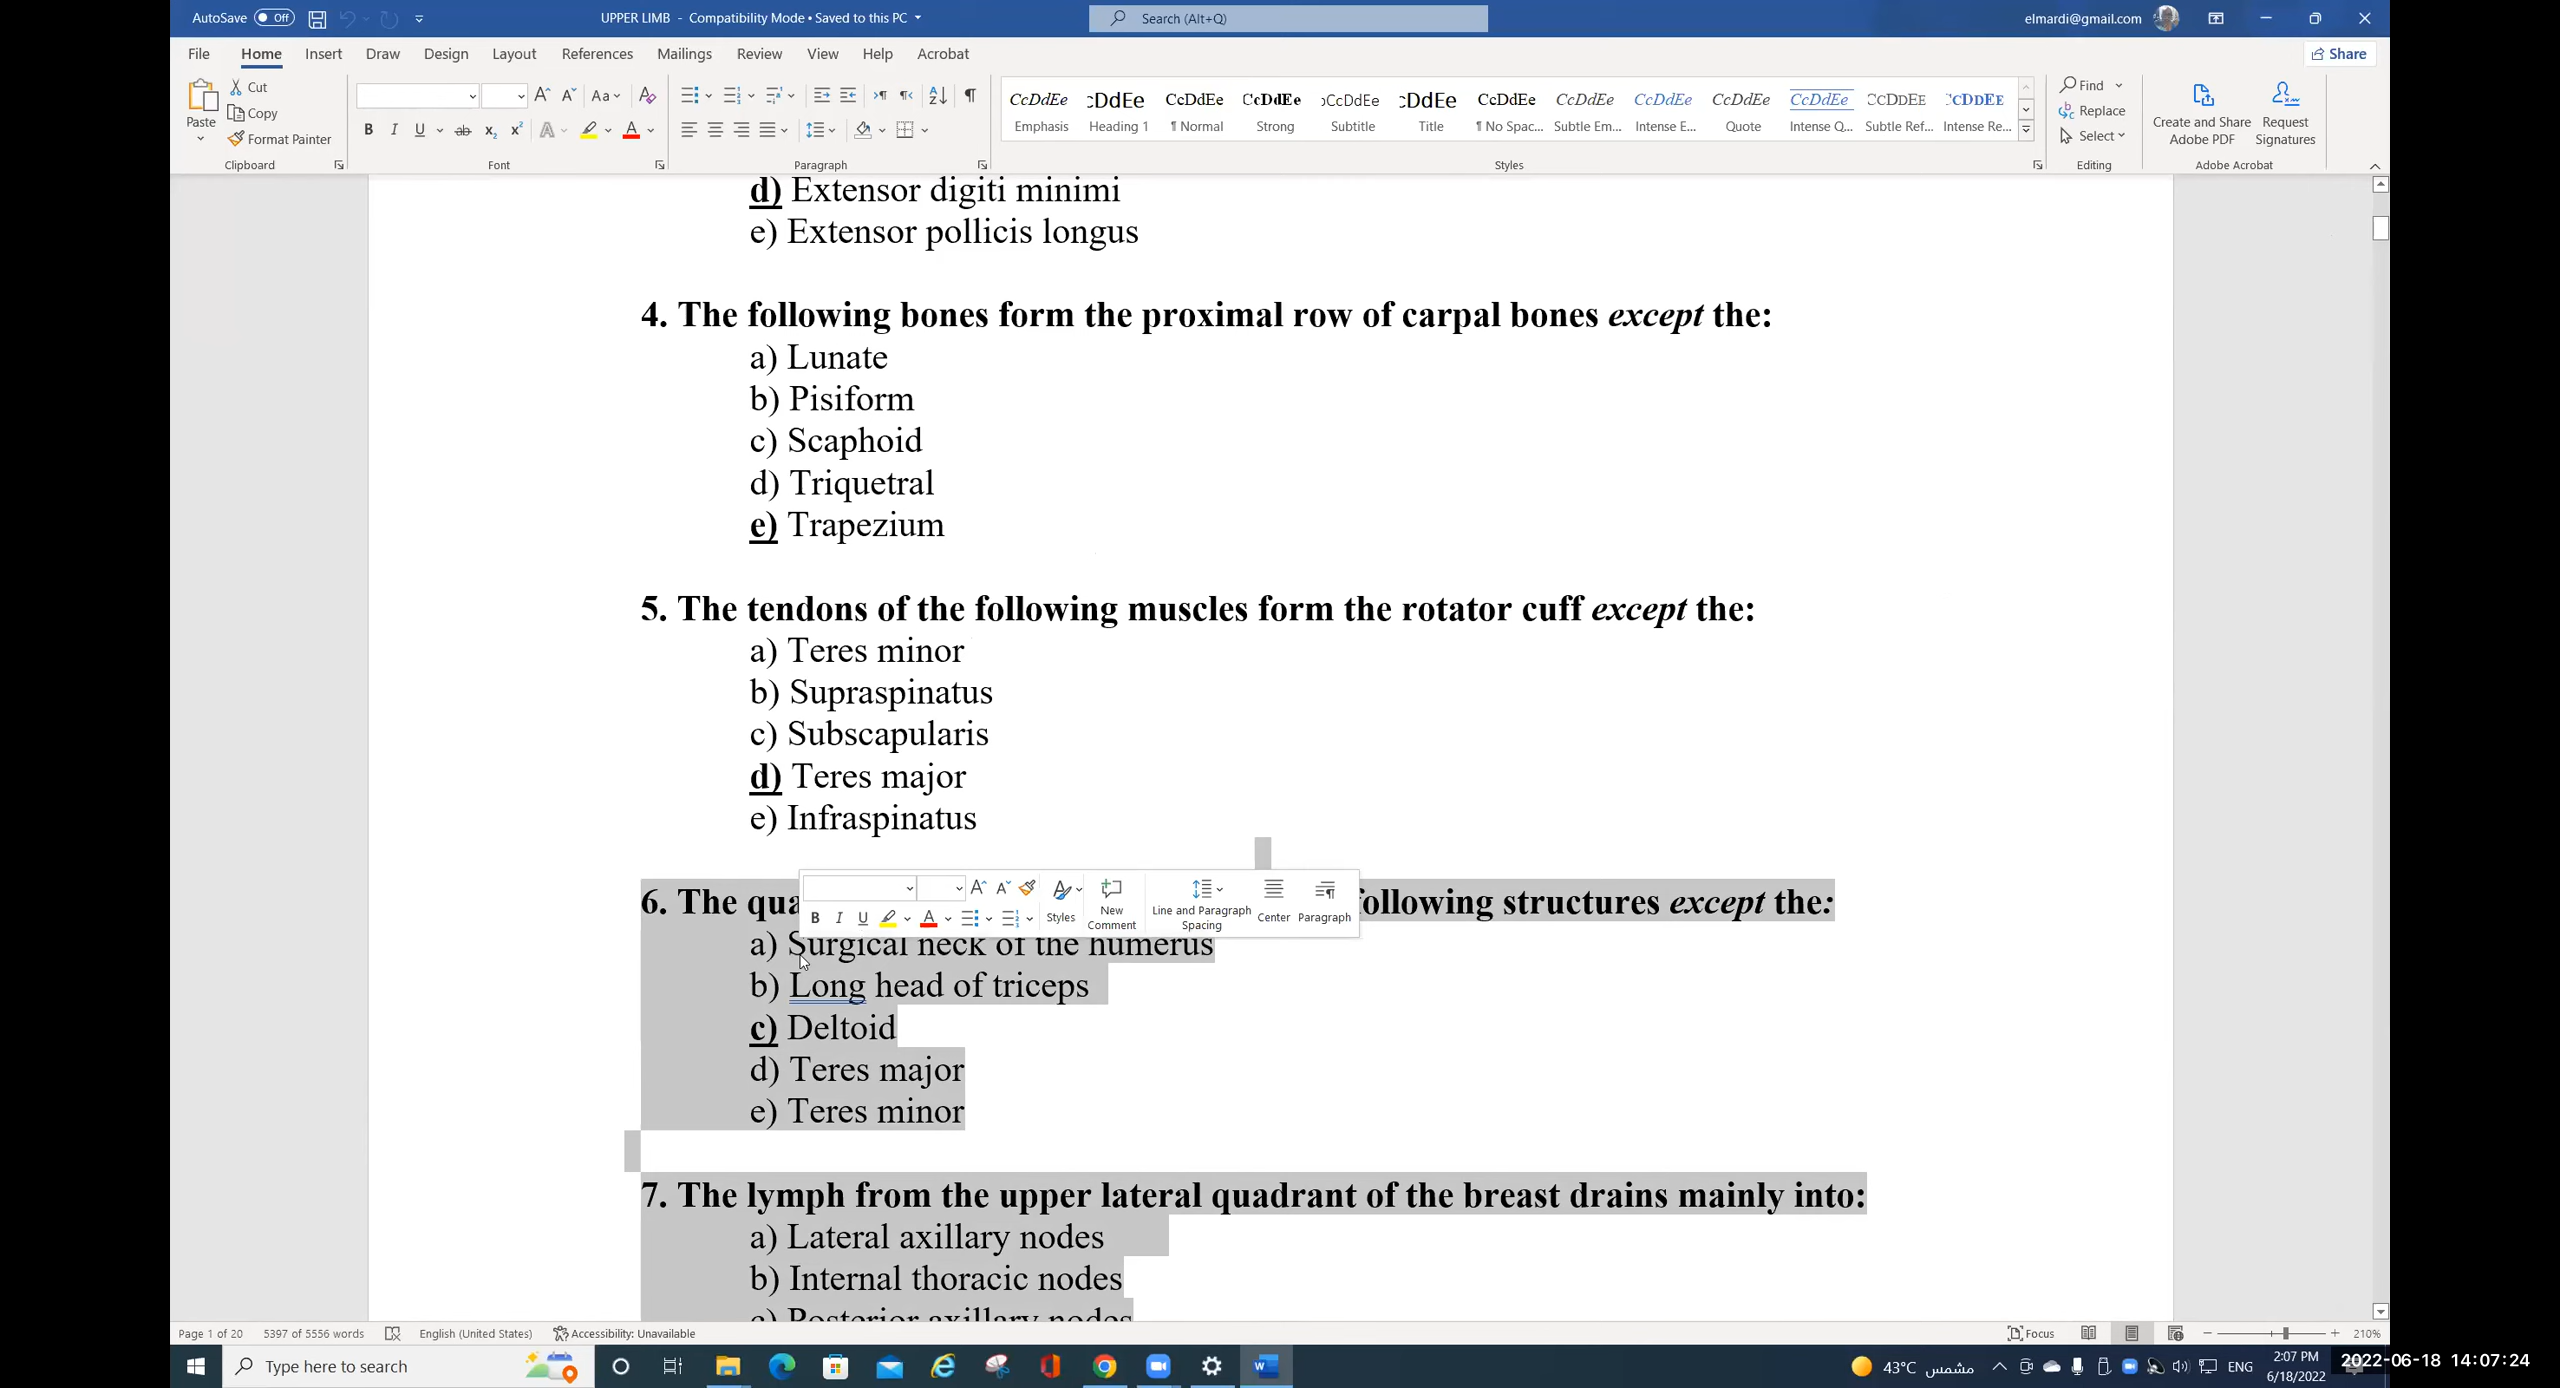 AutoSave Off UPPER LIMB - Compatibility Mode • Saved to this PC Search (Alt+Q) elmardi@gmail.com
File Home Insert Draw Design Layout References Mailings Review View Help Acrobat Share
Cut
Copy
Format Painter
Paste
Clipboard
Aa
B I U ab x₂ x² A A
Font
Paragraph
CcDdEe CcDdEe CcDdEe CcDdEe CcDdEe CcDdEe CcDdEe CcDdEe CcDdEe CcDdEe CcDdEe CcDdEe CcDdEe
Emphasis Heading 1 ¶ Normal Strong Subtitle Title ¶ No Spac... Subtle Em... Intense E... Quote Intense Q... Subtle Ref... Intense Re...
Styles
Find
Replace
Select
Editing
Create and Share Adobe PDF
Request Signatures
Adobe Acrobat
d) Extensor digiti minimi
e) Extensor pollicis longus
4. The following bones form the proximal row of carpal bones except the:
a) Lunate
b) Pisiform
c) Scaphoid
d) Triquetral
e) Trapezium
5. The tendons of the following muscles form the rotator cuff except the:
a) Teres minor
b) Supraspinatus
c) Subscapularis
d) Teres major
e) Infraspinatus
6. The qua following structures except the:
B I U A Styles New Comment Line and Paragraph Spacing Center Paragraph
a) Surgical neck of the humerus
b) Long head of triceps
c) Deltoid
d) Teres major
e) Teres minor
7. The lymph from the upper lateral quadrant of the breast drains mainly into:
a) Lateral axillary nodes
b) Internal thoracic nodes
c) Posterior axillary nodes
Page 1 of 20 5397 of 5556 words English (United States) Accessibility: Unavailable Focus 210%
Type here to search 43°C مشمس ENG 2:07 PM
6/18/2022
2022-06-18 14:07:24